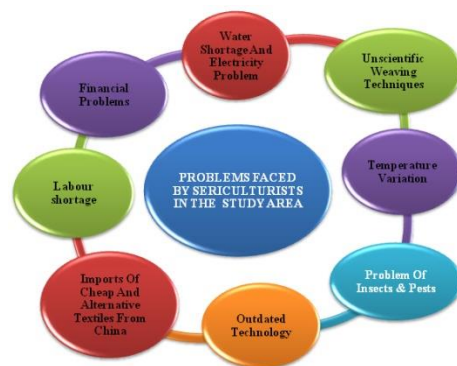 Water
Shortage And
Electricity
Problem
Unscientific
Weaving
Techniques
Temperature
Variation
Problem Of
Insects & Pests
Outdated
Technology
Imports Of
Cheap And
Alternative
Textiles From
China
Labour
shortage
Financial
Problems
PROBLEMS FACED
BY SERICULTURISTS
IN THE STUDY AREA